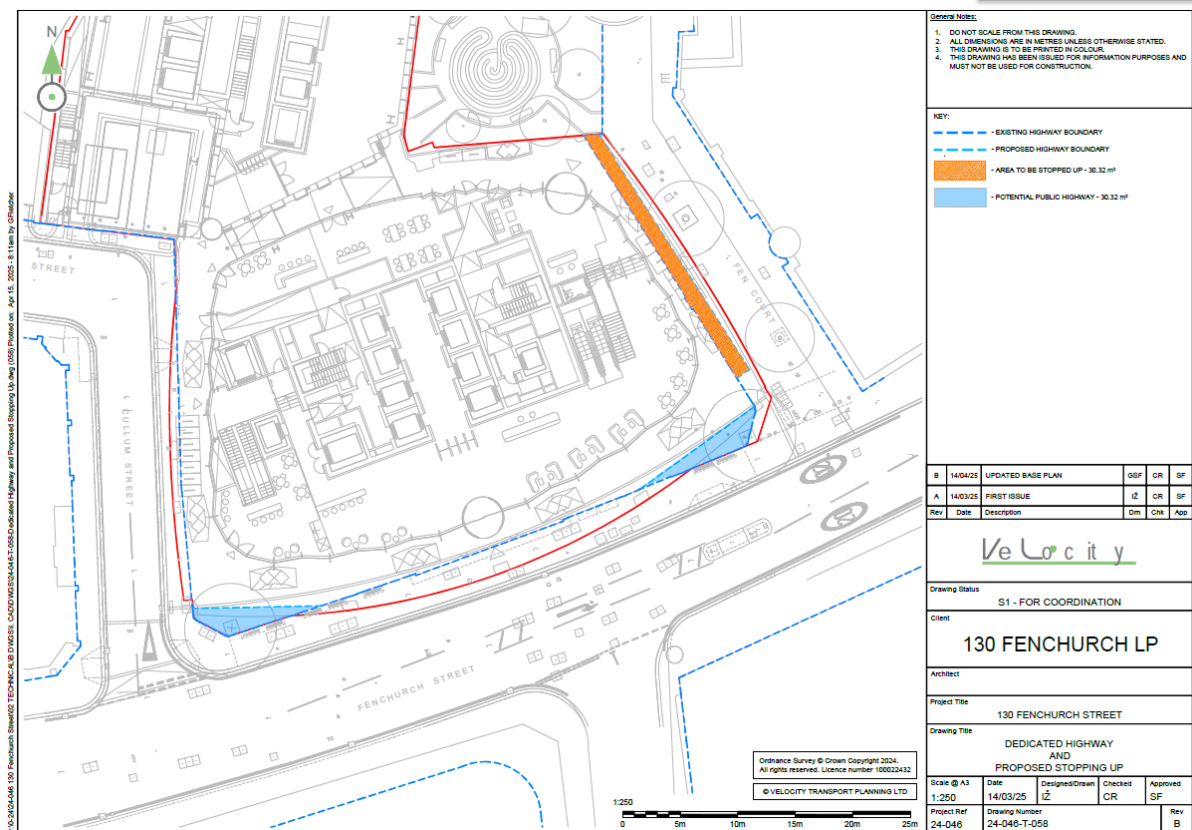 General Notes:
1. DO NOT SCALE FROM THIS DRAWING.
2. ALL DIMENSIONS ARE IN METRES UNLESS OTHERWISE STATED.
3. THIS DRAWING IS TO BE PRINTED IN COLOUR.
4. THIS DRAWING HAS BEEN ISSUED FOR INFORMATION PURPOSES AND
MUST NOT BE USED FOR CONSTRUCTION.
KEY:
- EXISTING HIGHWAY BOUNDARY
- PROPOSED HIGHWAY BOUNDARY
- AREA TO BE STOPPED UP - 30.32 m²
- POTENTIAL PUBLIC HIGHWAY - 30.32 m²
N
STREET
CULLUM STREET
FEN COURT
FENCHURCH STREET
B 14/04/25 UPDATED BASE PLAN GSF CR SF
A 14/03/25 FIRST ISSUE IŽ CR SF
Rev Date Description Drn Chk App
Velocity
Drawing Status
S1 - FOR COORDINATION
Client
130 FENCHURCH LP
Architect
Project Title
130 FENCHURCH STREET
Drawing Title
DEDICATED HIGHWAY
AND
PROPOSED STOPPING UP
Scale @ A3 Date Designed/Drawn Checked Approved
1:250 14/03/25 IŽ CR SF
Project Ref Drawing Number Rev
24-046 24-046-T-058 B
Ordnance Survey © Crown Copyright 2024.
All rights reserved. Licence number 100022432
© VELOCITY TRANSPORT PLANNING LTD
1:250
0 5m 10m 15m 20m 25m